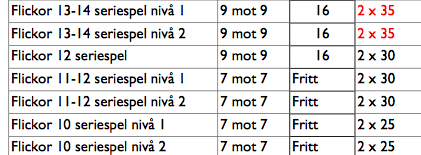 Flickor 13-14 seriespel nivå 1 9 mot 9 16 2 x 35
Flickor 13-14 seriespel nivå 2 9 mot 9 16 2 x 35
Flickor 12 seriespel 9 mot 9 16 2 x 30
Flickor 11-12 seriespel nivå 1 7 mot 7 Fritt 2 x 30
Flickor 11-12 seriespel nivå 2 7 mot 7 Fritt 2 x 30
Flickor 10 seriespel nivå 1 7 mot 7 Fritt 2 x 25
Flickor 10 seriespel nivå 2 7 mot 7 Fritt 2 x 25